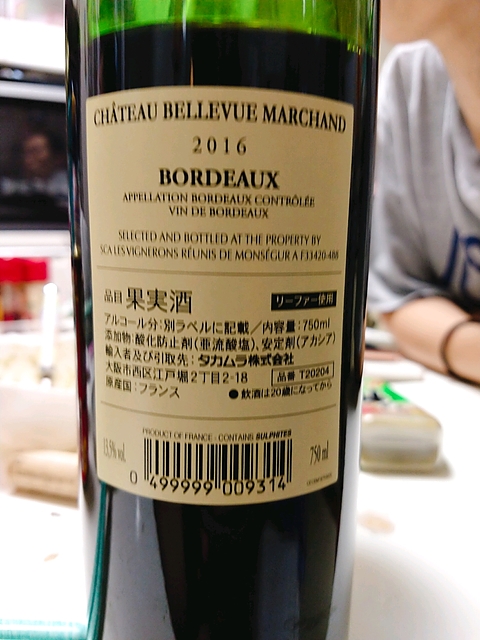 CHÂTEAU BELLEVUE MARCHAND
2016
BORDEAUX
APPELLATION BORDEAUX CONTRÔLÉE
VIN DE BORDEAUX
SELECTED AND BOTTLED AT THE PROPERTY BY
SCA LES VIGNERONS RÉUNIS DE MONSÉGUR A F33420-488
品目 果実酒 リーファー使用
アルコール分:別ラベルに記載/内容量:750ml
添加物:酸化防止剤(亜流酸塩)、安定剤(アカシア)
輸入者及び引取先:タカムラ株式会社
大阪市西区江戸堀2丁目2-18 品番 T20204
原産国:フランス ●飲酒は20歳になってから
PRODUCT OF FRANCE - CONTAINS SULPHITES
13.5% vol. 750 ml
0 499999 009314